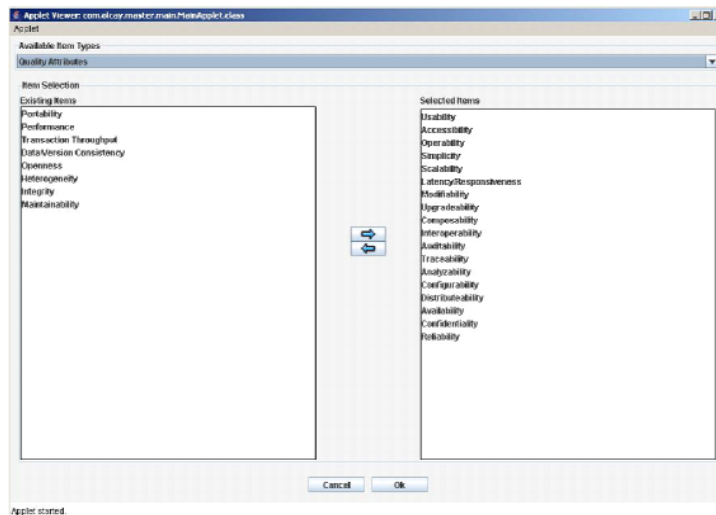 Applet Viewer: com.olcay.master.main.MainApplet.class
Applet
Available Item Types
Quality Attributes
Item Selection
Existing Items
Portability
Performance
Transaction Throughput
Data/Version Consistency
Openness
Heterogeneity
Integrity
Maintainability
Selected Items
Usability
Accessibility
Operability
Simplicity
Scalability
Latency/Responsiveness
Modifiability
Upgradeability
Composability
Interoperability
Auditability
Traceability
Analyzability
Configurability
Distributeability
Availability
Confidentiality
Reliability
Cancel
Ok
Applet started.